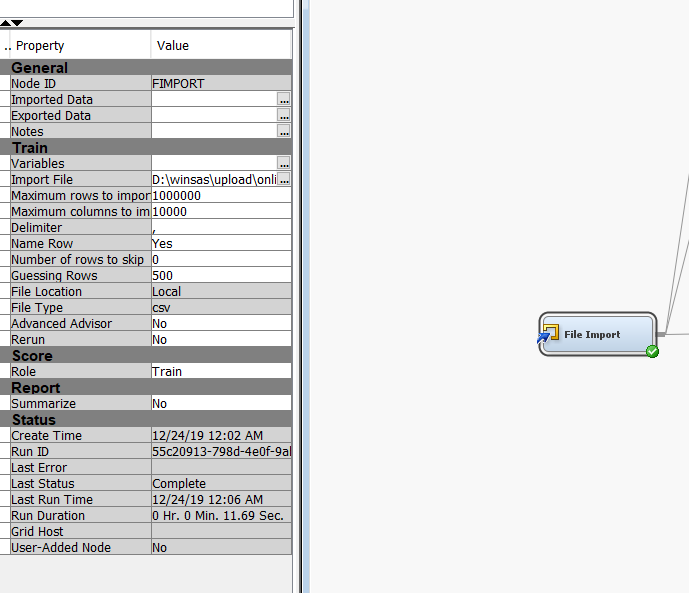 .. Property Value
General
Node ID FIMPORT
Imported Data ...
Exported Data ...
Notes ...
Train
Variables ...
Import File D:\winsas\upload\onli ...
Maximum rows to impor 1000000
Maximum columns to im 10000
Delimiter ,
Name Row Yes
Number of rows to skip 0
Guessing Rows 500
File Location Local
File Type csv
Advanced Advisor No
Rerun No
Score
Role Train
Report
Summarize No
Status
Create Time 12/24/19 12:02 AM
Run ID 55c20913-798d-4e0f-9al
Last Error
Last Status Complete
Last Run Time 12/24/19 12:06 AM
Run Duration 0 Hr. 0 Min. 11.69 Sec.
Grid Host
User-Added Node No
File Import